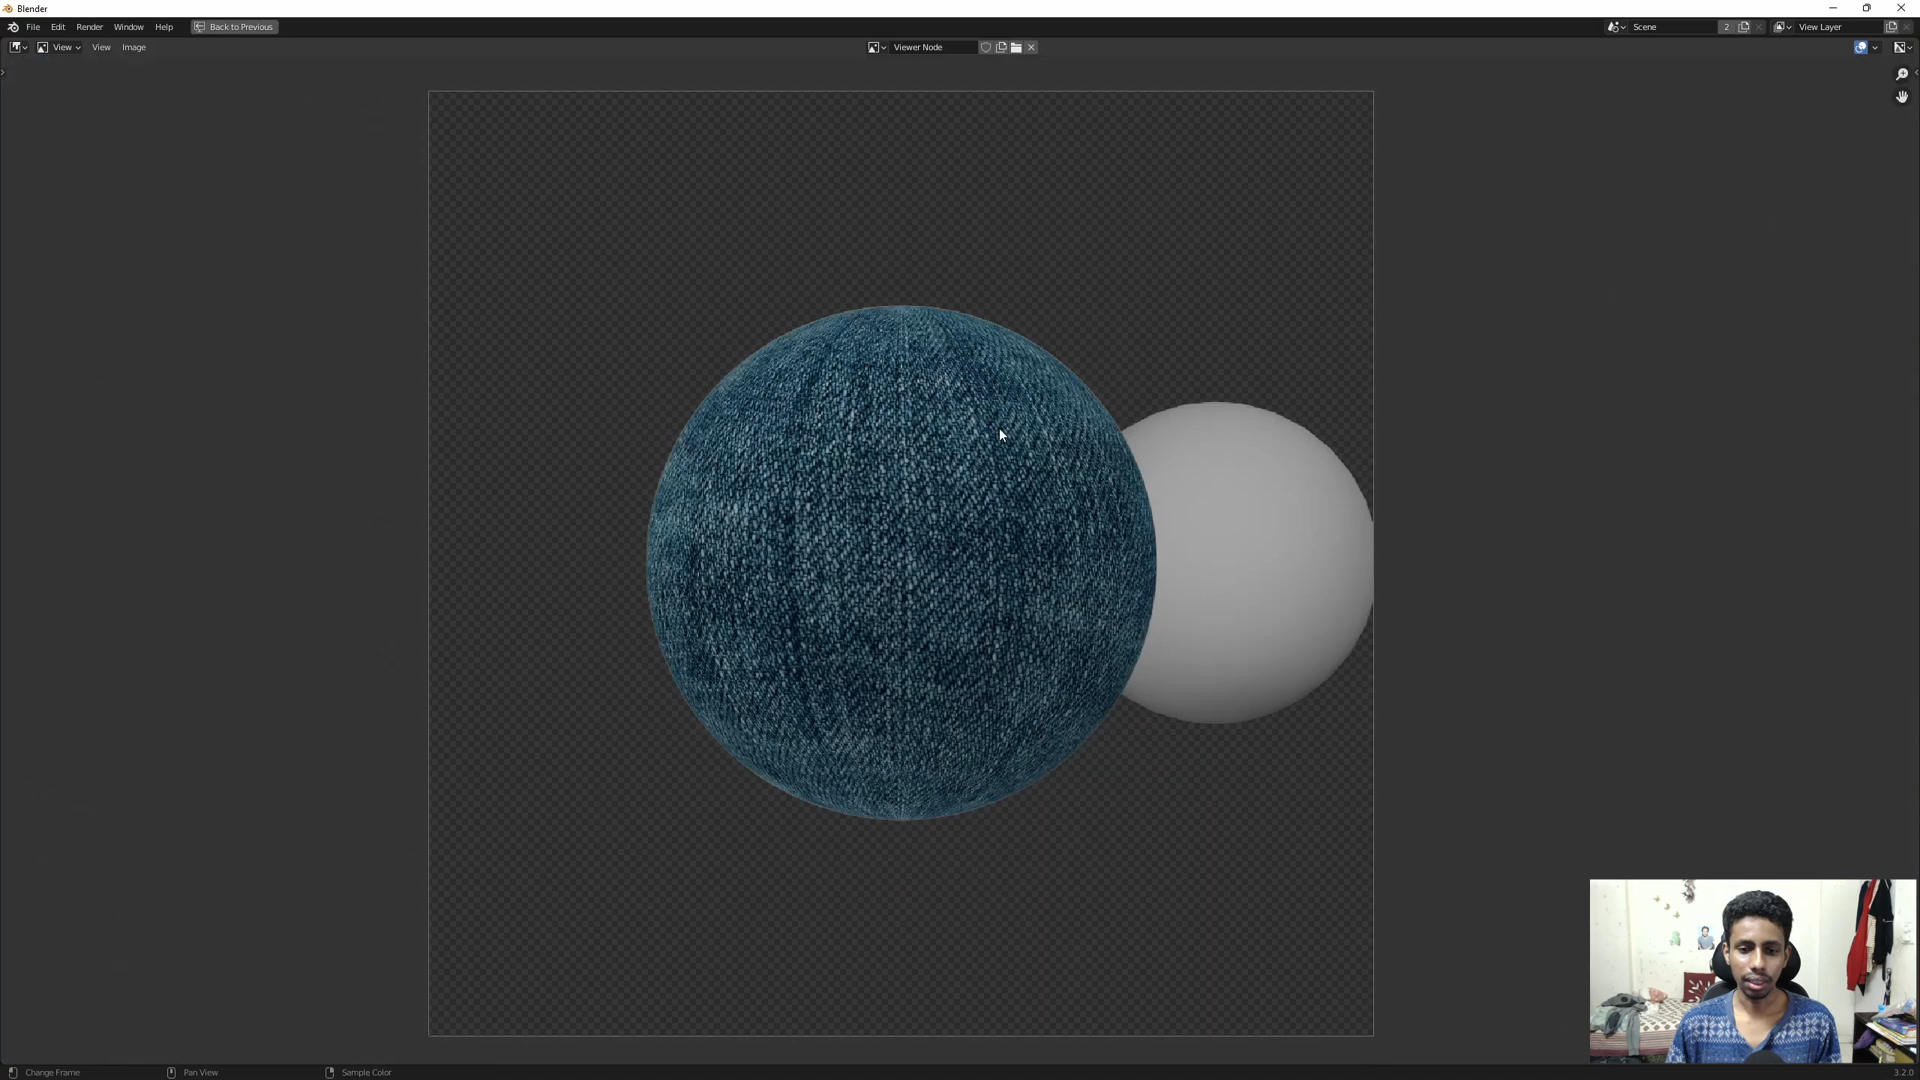 Blender
File Edit Render Window Help Back to Previous
Scene 2 View Layer
View View Image Viewer Node
Change Frame Pan View Sample Color 3.2.0